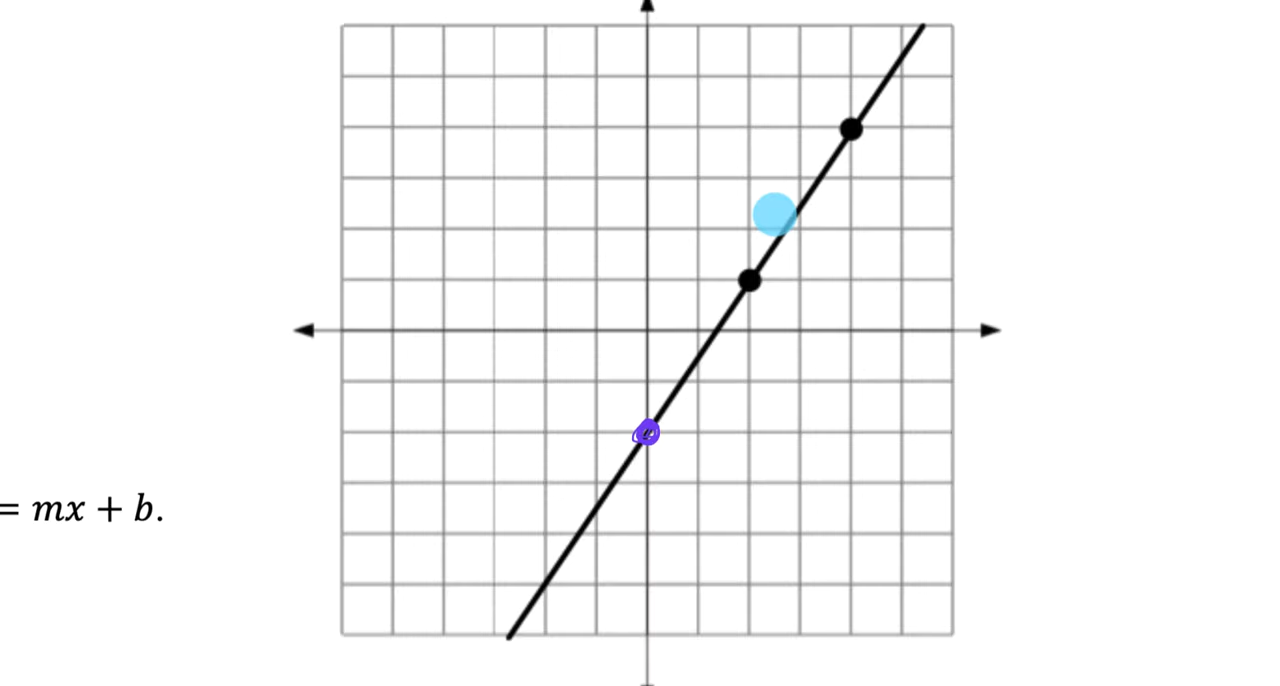 = mx + b.